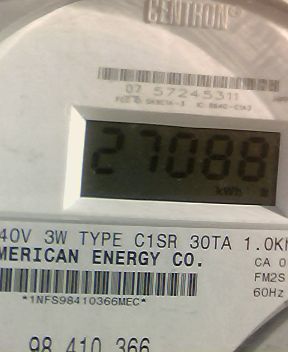 CENTRON®
07 57245311
27088
kWh
40V 3W TYPE C1SR 30TA 1.0K
MERICAN ENERGY CO.
CA 0
FM2S
60Hz
*1NFS98410366MEC*
98 410 366